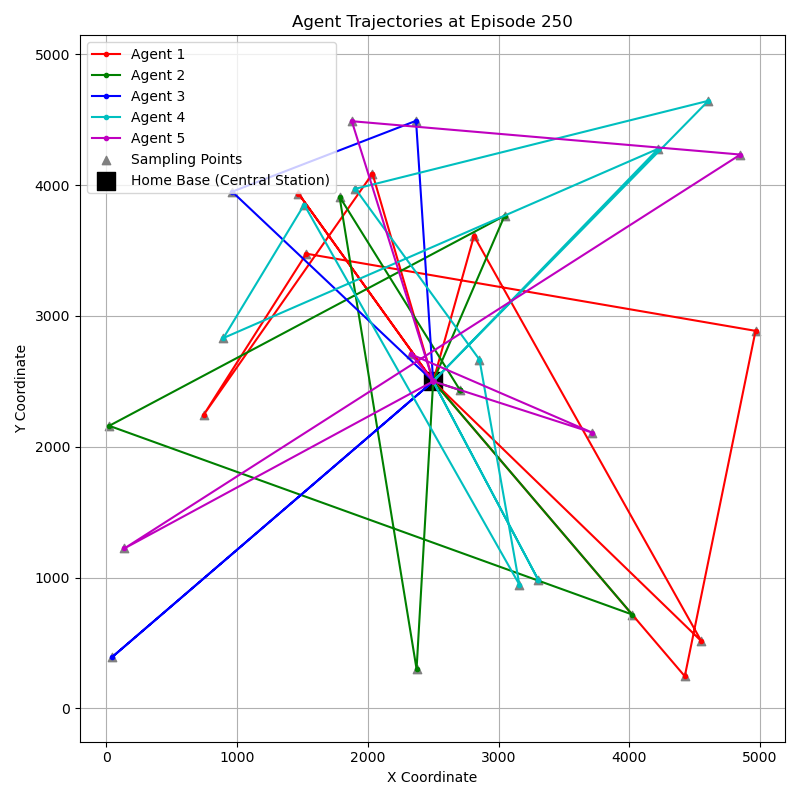 Agent Trajectories at Episode 250
Agent 1
Agent 2
Agent 3
Agent 4
Agent 5
Sampling Points
Home Base (Central Station)
5000
4000
3000
2000
1000
0
Y Coordinate
0 1000 2000 3000 4000 5000
X Coordinate